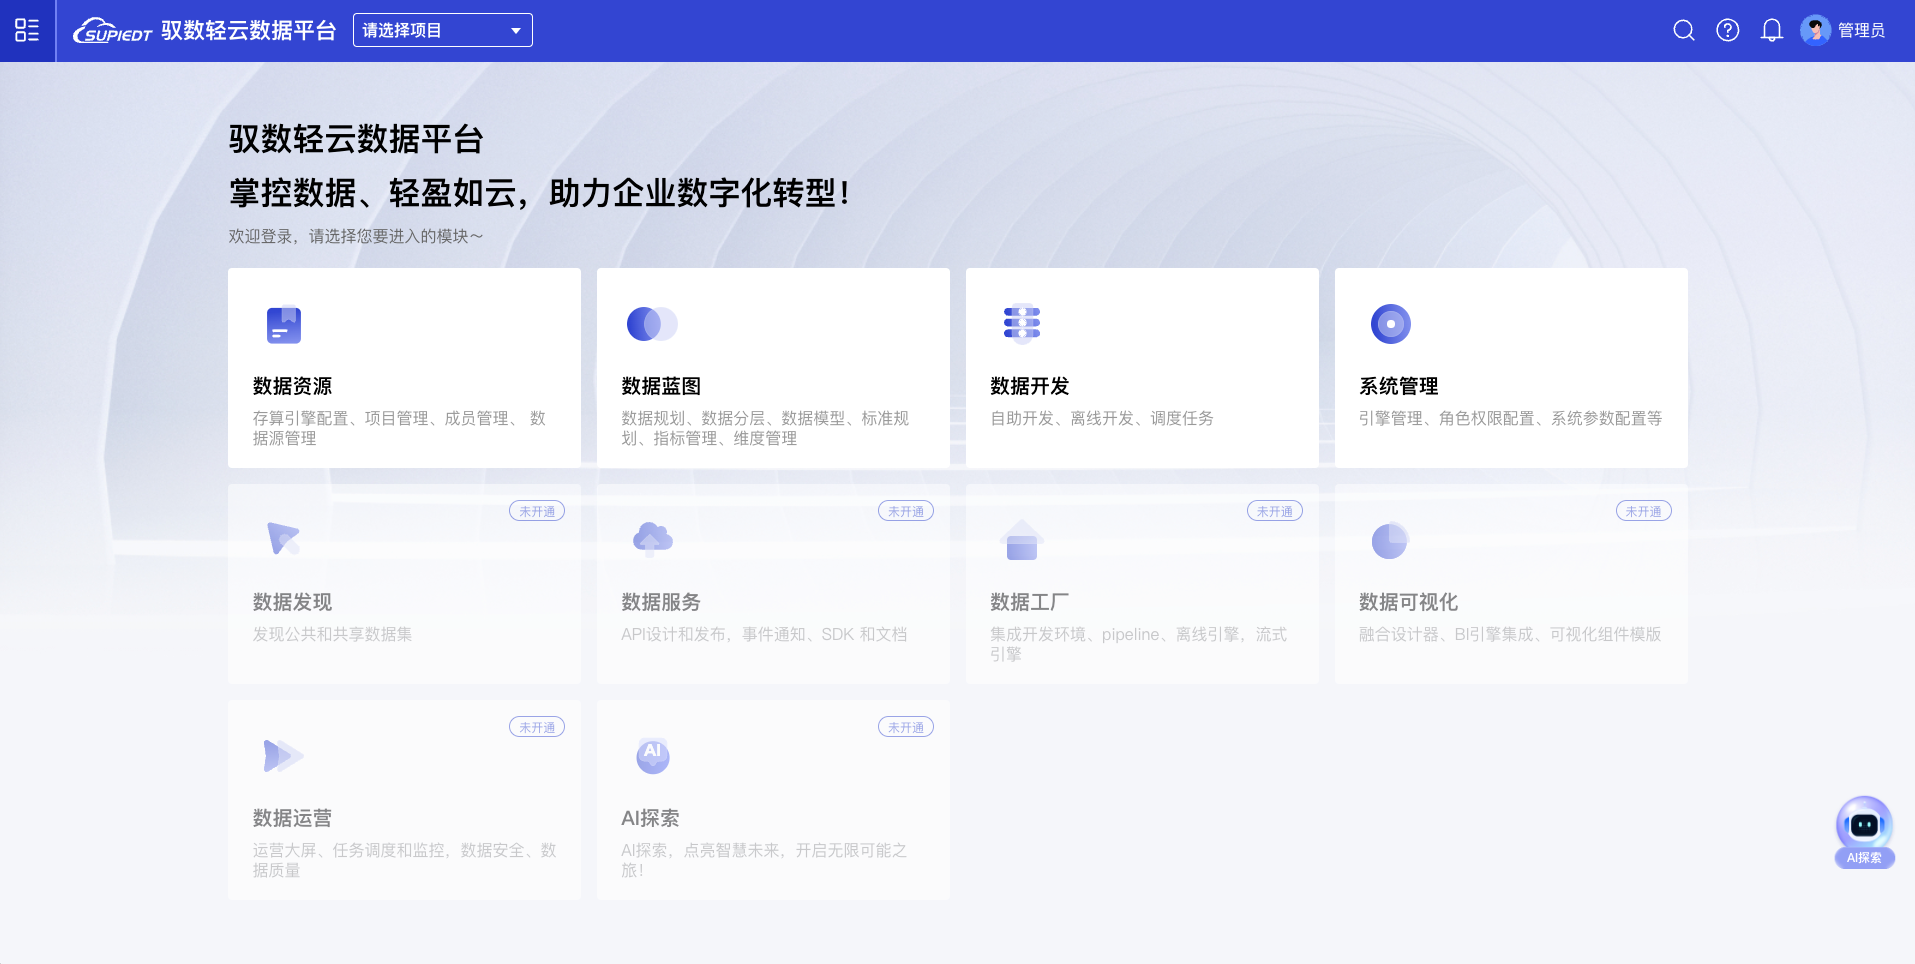 SUPIEDT 驭数轻云数据平台 请选择项目 管理员
驭数轻云数据平台
掌控数据、轻盈如云，助力企业数字化转型！
欢迎登录，请选择您要进入的模块～
数据资源
存算引擎配置、项目管理、成员管理、 数
据源管理
数据蓝图
数据规划、数据分层、数据模型、标准规
划、指标管理、维度管理
数据开发
自助开发、离线开发、调度任务
系统管理
引擎管理、角色权限配置、系统参数配置等
未开通
数据发现
发现公共和共享数据集
未开通
数据服务
API设计和发布，事件通知、SDK 和文档
未开通
数据工厂
集成开发环境、pipeline、离线引擎，流式
引擎
未开通
数据可视化
融合设计器、BI引擎集成、可视化组件模版
未开通
数据运营
运营大屏、任务调度和监控，数据安全、数
据质量
未开通
AI
AI探索
AI探索，点亮智慧未来，开启无限可能之
旅！
AI探索